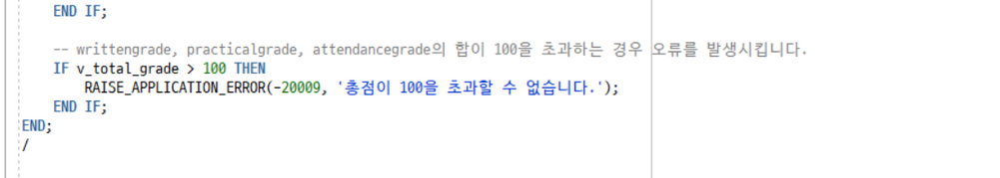 END IF;
-- writtengrade, practicalgrade, attendancegrade의 합이 100을 초과하는 경우 오류를 발생시킵니다.
IF v_total_grade > 100 THEN
RAISE_APPLICATION_ERROR(-20009, '총점이 100을 초과할 수 없습니다.');
END IF;
END;
/